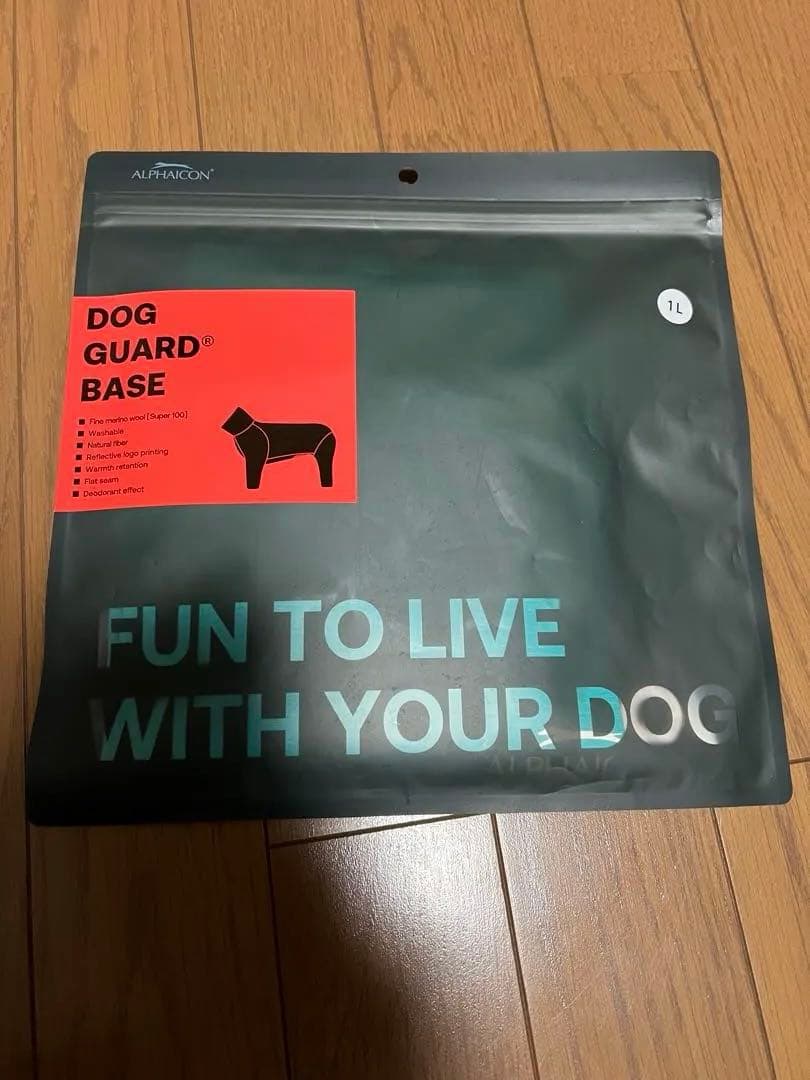 ALPHAICON®
1L
DOG
GUARD®
BASE
■ Fine merino wool [Super 100]
■ Washable
■ Natural fiber
■ Reflective logo printing
■ Warmth retention
■ Flat seam
■ Deodorant effect
FUN TO LIVE
WITH YOUR DOG